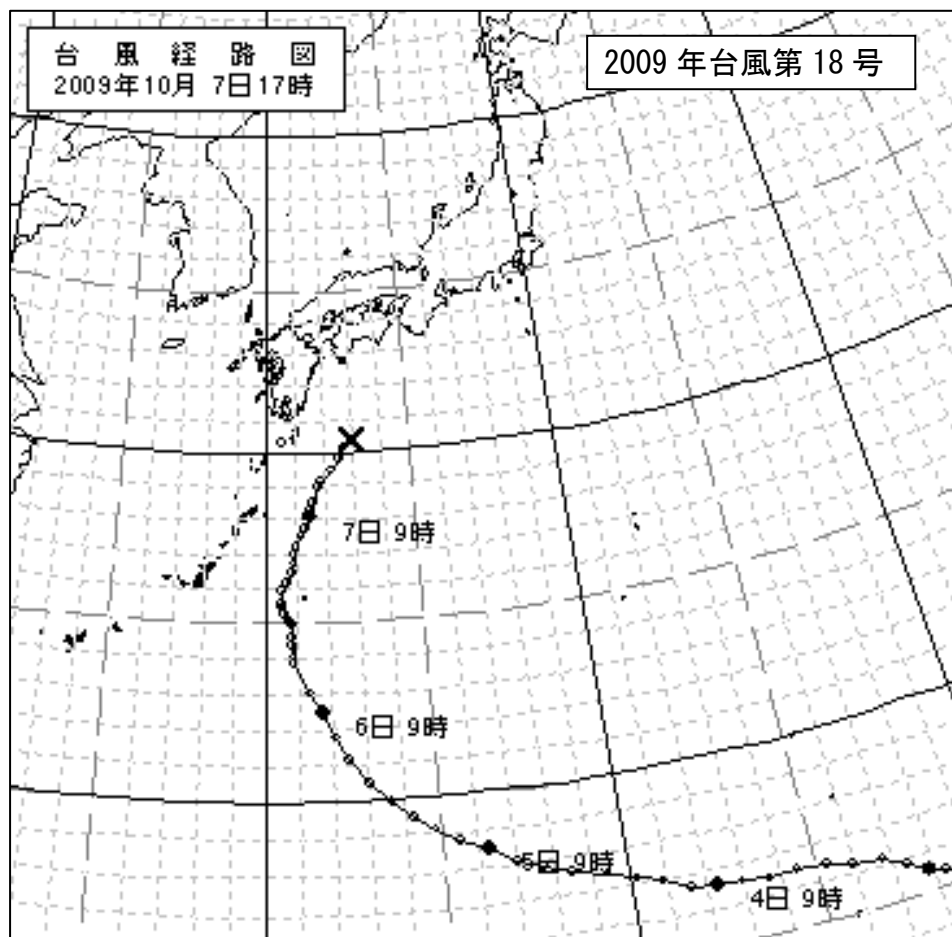 台風経路図
2009年10月 7日17時
2009 年台風第 18 号
7日 9時
6日 9時
5日 9時
4日 9時